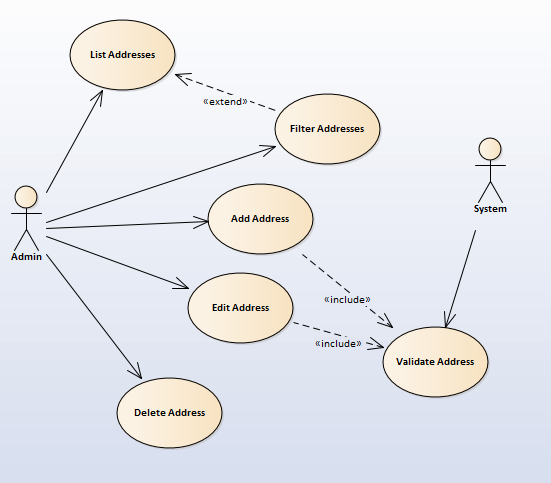 List Addresses
«extend»
Filter Addresses
System
Add Address
Admin
«include»
Edit Address
«include»
Validate Address
Delete Address